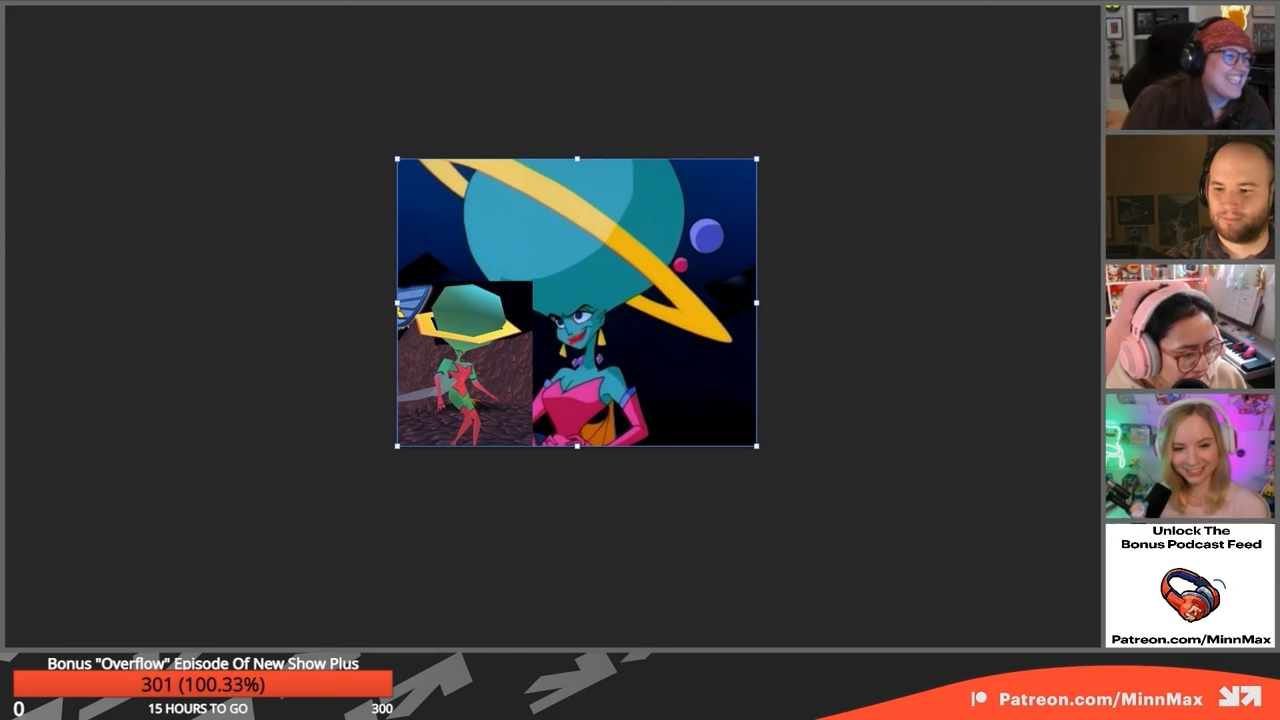 Unlock The
Bonus Podcast Feed
Patreon.com/MinnMax
Bonus "Overflow" Episode Of New Show Plus
301 (100.33%)
0
15 HOURS TO GO
300
Patreon.com/MinnMax